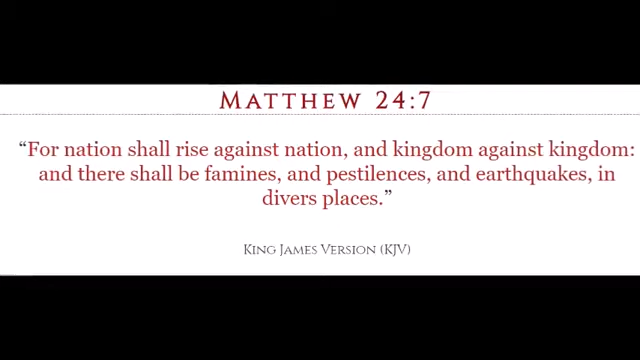 Matthew 24:7
“For nation shall rise against nation, and kingdom against kingdom:
and there shall be famines, and pestilences, and earthquakes, in
divers places.”
King James Version (KJV)